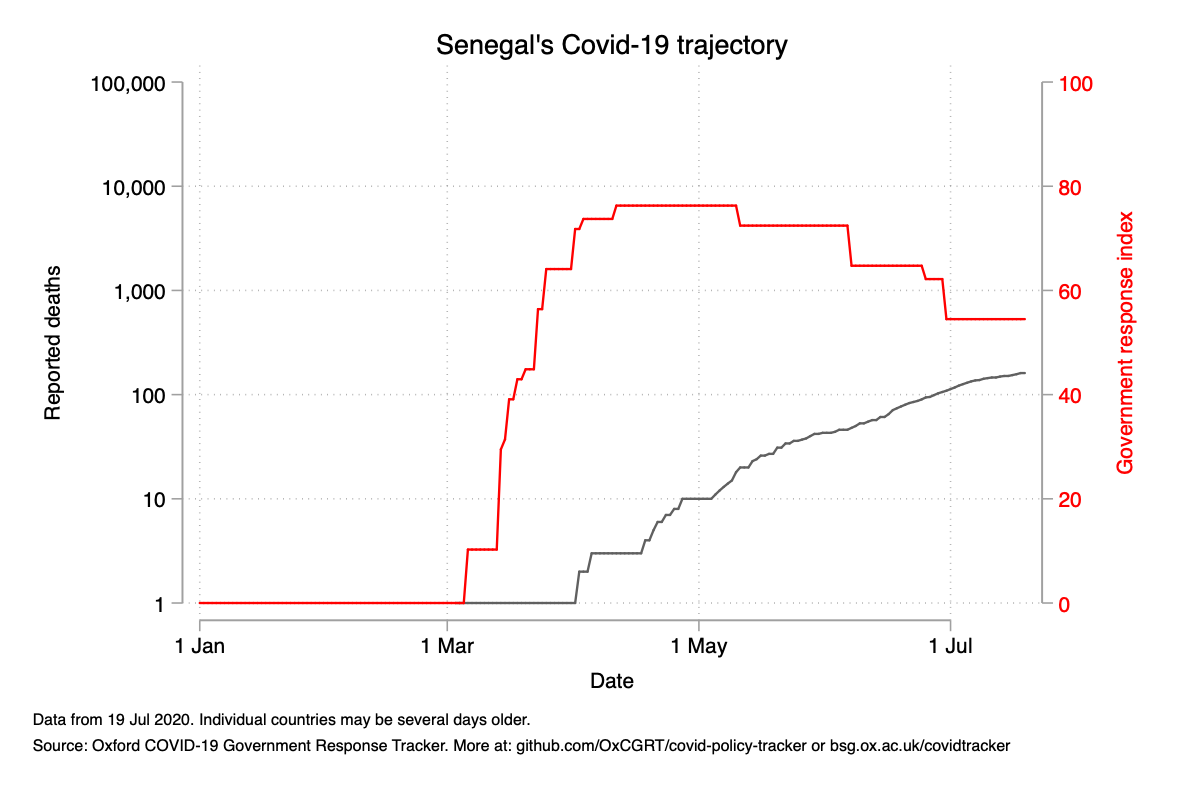 Senegal's Covid-19 trajectory
100,000
10,000
1,000
100
10
1
Reported deaths
100
80
60
40
20
0
Government response index
1 Jan
1 Mar
1 May
1 Jul
Date
Data from 19 Jul 2020. Individual countries may be several days older.
Source: Oxford COVID-19 Government Response Tracker. More at: github.com/OxCGRT/covid-policy-tracker or bsg.ox.ac.uk/covidtracker